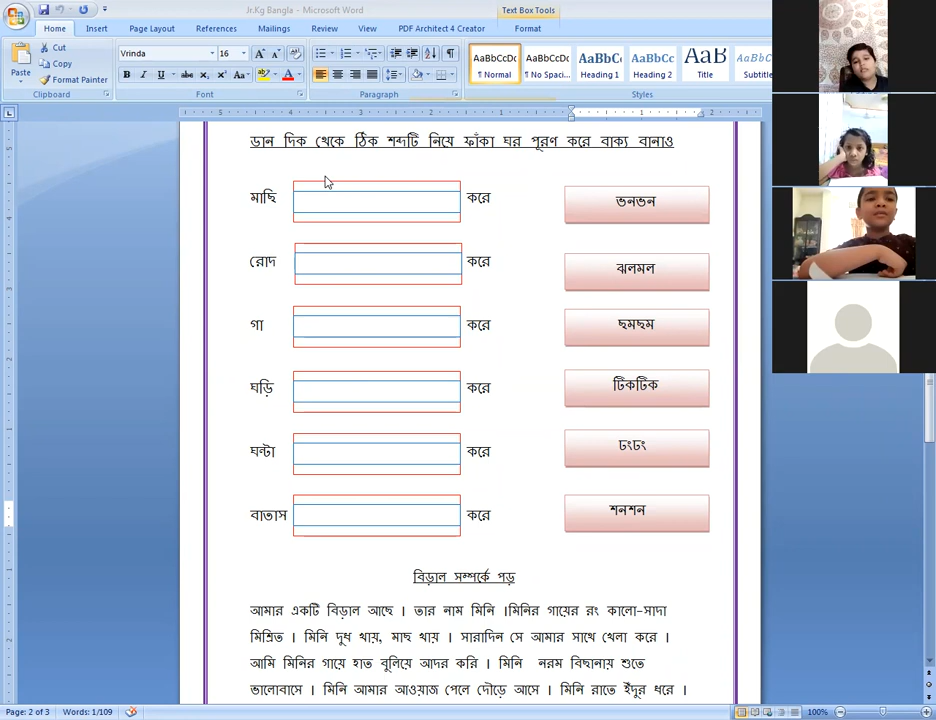 Jr.Kg Bangla - Microsoft Word
Text Box Tools
Home Insert Page Layout References Mailings Review View PDF Architect 4 Creator Format
Paste
Cut
Copy
Format Painter
Clipboard
Vrinda 16
Font
Paragraph
AaBbCcDc AaBbCcDc AaBbC AaBbCc AaB AaBbCc
¶ Normal ¶ No Spaci... Heading 1 Heading 2 Title Subtitle
Styles
ডান দিক থেকে ঠিক শব্দটি নিয়ে ফাঁকা ঘর পূরণ করে বাক্য বানাও
মাছি করে ভনভন
রোদ করে ঝলমল
গা করে ছমছম
ঘড়ি করে টিকটিক
ঘন্টা করে ঢংঢং
বাতাস করে শনশন
বিড়াল সম্পর্কে পড়
আমার একটি বিড়াল আছে । তার নাম মিনি ।মিনির গায়ের রং কালো-সাদা
মিশ্রিত । মিনি দুধ খায়, মাছ খায় । সারাদিন সে আমার সাথে খেলা করে ।
আমি মিনির গায়ে হাত বুলিয়ে আদর করি । মিনি নরম বিছানায় শুতে
ভালোবাসে । মিনি আমার আওয়াজ পেলে দৌড়ে আসে । মিনি রাতে ইঁদুর ধরে ।
Page: 2 of 3 Words: 1/109 100%